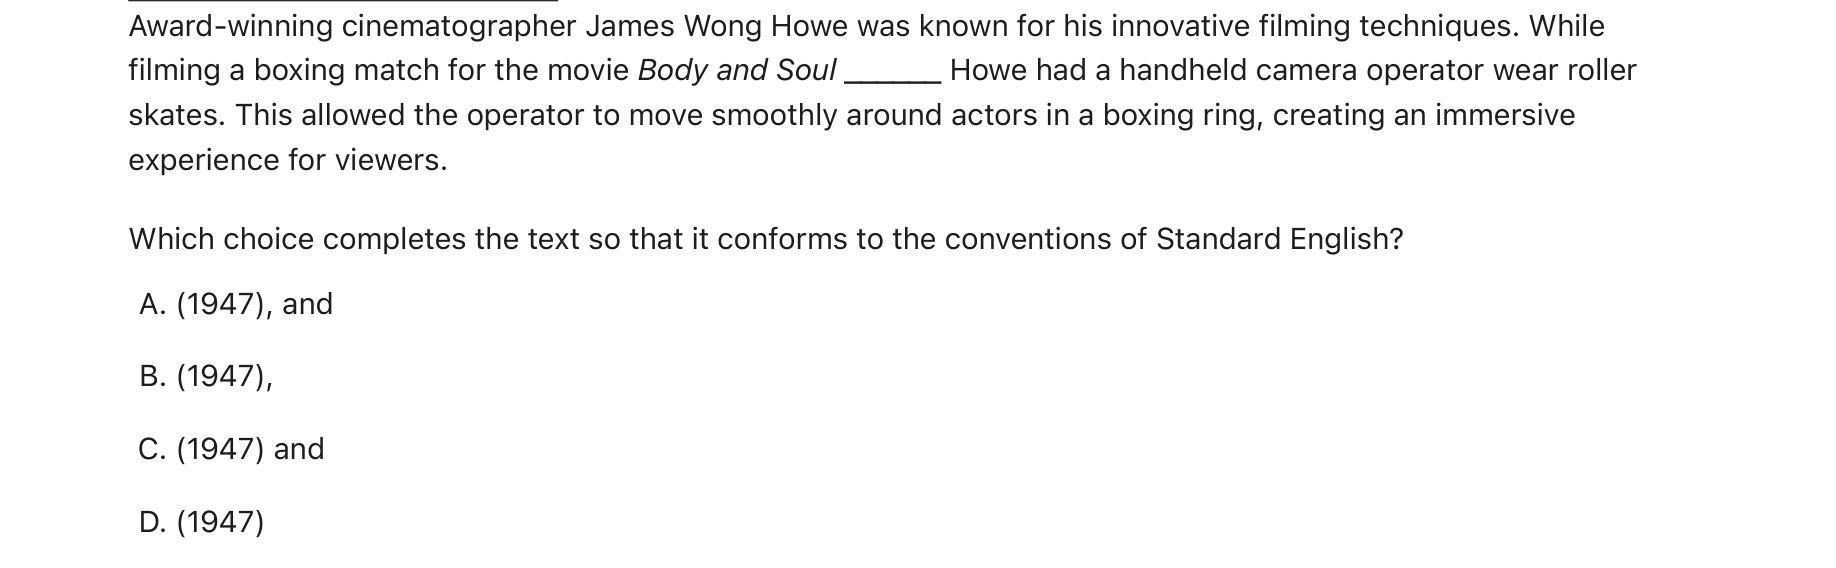 Award-winning cinematographer James Wong Howe was known for his innovative filming techniques. While
filming a boxing match for the movie Body and Soul ______ Howe had a handheld camera operator wear roller
skates. This allowed the operator to move smoothly around actors in a boxing ring, creating an immersive
experience for viewers.
Which choice completes the text so that it conforms to the conventions of Standard English?
A. (1947), and
B. (1947),
C. (1947) and
D. (1947)